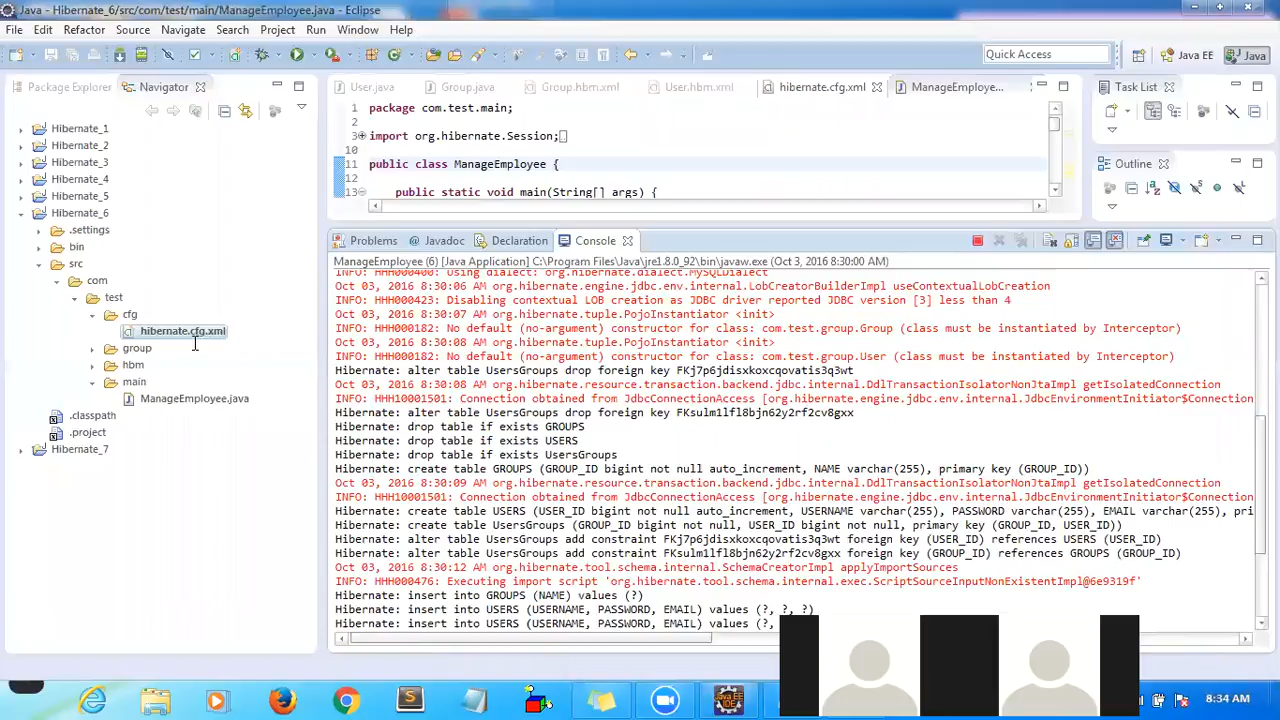 Java - Hibernate_6/src/com/test/main/ManageEmployee.java - Eclipse
File Edit Refactor Source Navigate Search Project Run Window Help
Quick Access
Java EE
Java
Package Explorer
Navigator
User.java
Group.java
Group.hbm.xml
User.hbm.xml
hibernate.cfg.xml
ManageEmploye...
Task List
Outline
Hibernate_1
Hibernate_2
Hibernate_3
Hibernate_4
Hibernate_5
Hibernate_6
.settings
bin
src
com
test
cfg
hibernate.cfg.xml
group
hbm
main
ManageEmployee.java
.classpath
.project
Hibernate_7
1 package com.test.main;
2
3 import org.hibernate.Session;
10
11 public class ManageEmployee {
12
13 public static void main(String[] args) {
Problems Javadoc Declaration Console
ManageEmployee (6) [Java Application] C:\Program Files\Java\jre1.8.0_92\bin\javaw.exe (Oct 3, 2016 8:30:00 AM)
INFO: HHH000400: Using dialect: org.hibernate.dialect.MySQLDialect
Oct 03, 2016 8:30:06 AM org.hibernate.engine.jdbc.env.internal.LobCreatorBuilderImpl useContextualLobCreation
INFO: HHH000423: Disabling contextual LOB creation as JDBC driver reported JDBC version [3] less than 4
Oct 03, 2016 8:30:06 AM org.hibernate.tuple.PojoInstantiator <init>
INFO: HHH000182: No default (no-argument) constructor for class: com.test.group.Group (class must be instantiated by Interceptor)
Oct 03, 2016 8:30:06 AM org.hibernate.tuple.PojoInstantiator <init>
INFO: HHH000182: No default (no-argument) constructor for class: com.test.group.User (class must be instantiated by Interceptor)
Hibernate: alter table UsersGroups drop foreign key FKj7p6jdisxkoxcqovatis3q3wt
Oct 03, 2016 8:30:08 AM org.hibernate.resource.transaction.backend.jdbc.internal.DdlTransactionIsolatorNonJtaImpl getIsolatedConnection
INFO: HHH10001501: Connection obtained from JdbcConnectionAccess [org.hibernate.engine.jdbc.env.internal.JdbcEnvironmentInitiator$Connection
Hibernate: alter table UsersGroups drop foreign key FKsulm1lfl8bjn62y2rf2cv8gxx
Hibernate: drop table if exists GROUPS
Hibernate: drop table if exists USERS
Hibernate: drop table if exists UsersGroups
Hibernate: create table GROUPS (GROUP_ID bigint not null auto_increment, NAME varchar(255), primary key (GROUP_ID))
Oct 03, 2016 8:30:09 AM org.hibernate.resource.transaction.backend.jdbc.internal.DdlTransactionIsolatorNonJtaImpl getIsolatedConnection
INFO: HHH10001501: Connection obtained from JdbcConnectionAccess [org.hibernate.engine.jdbc.env.internal.JdbcEnvironmentInitiator$Connection
Hibernate: create table USERS (USER_ID bigint not null auto_increment, USERNAME varchar(255), PASSWORD varchar(255), EMAIL varchar(255), pri
Hibernate: create table UsersGroups (GROUP_ID bigint not null, USER_ID bigint not null, primary key (GROUP_ID, USER_ID))
Hibernate: alter table UsersGroups add constraint FKj7p6jdisxkoxcqovatis3q3wt foreign key (USER_ID) references USERS (USER_ID)
Hibernate: alter table UsersGroups add constraint FKsulm1lfl8bjn62y2rf2cv8gxx foreign key (GROUP_ID) references GROUPS (GROUP_ID)
Oct 03, 2016 8:30:12 AM org.hibernate.tool.schema.internal.SchemaCreatorImpl applyImportSources
INFO: HHH000476: Executing import script 'org.hibernate.tool.schema.internal.exec.ScriptSourceInputNonExistentImpl@6e9319f'
Hibernate: insert into GROUPS (NAME) values (?)
Hibernate: insert into USERS (USERNAME, PASSWORD, EMAIL) values (?, ?, ?)
Hibernate: insert into USERS (USERNAME, PASSWORD, EMAIL) values (?,
8:34 AM